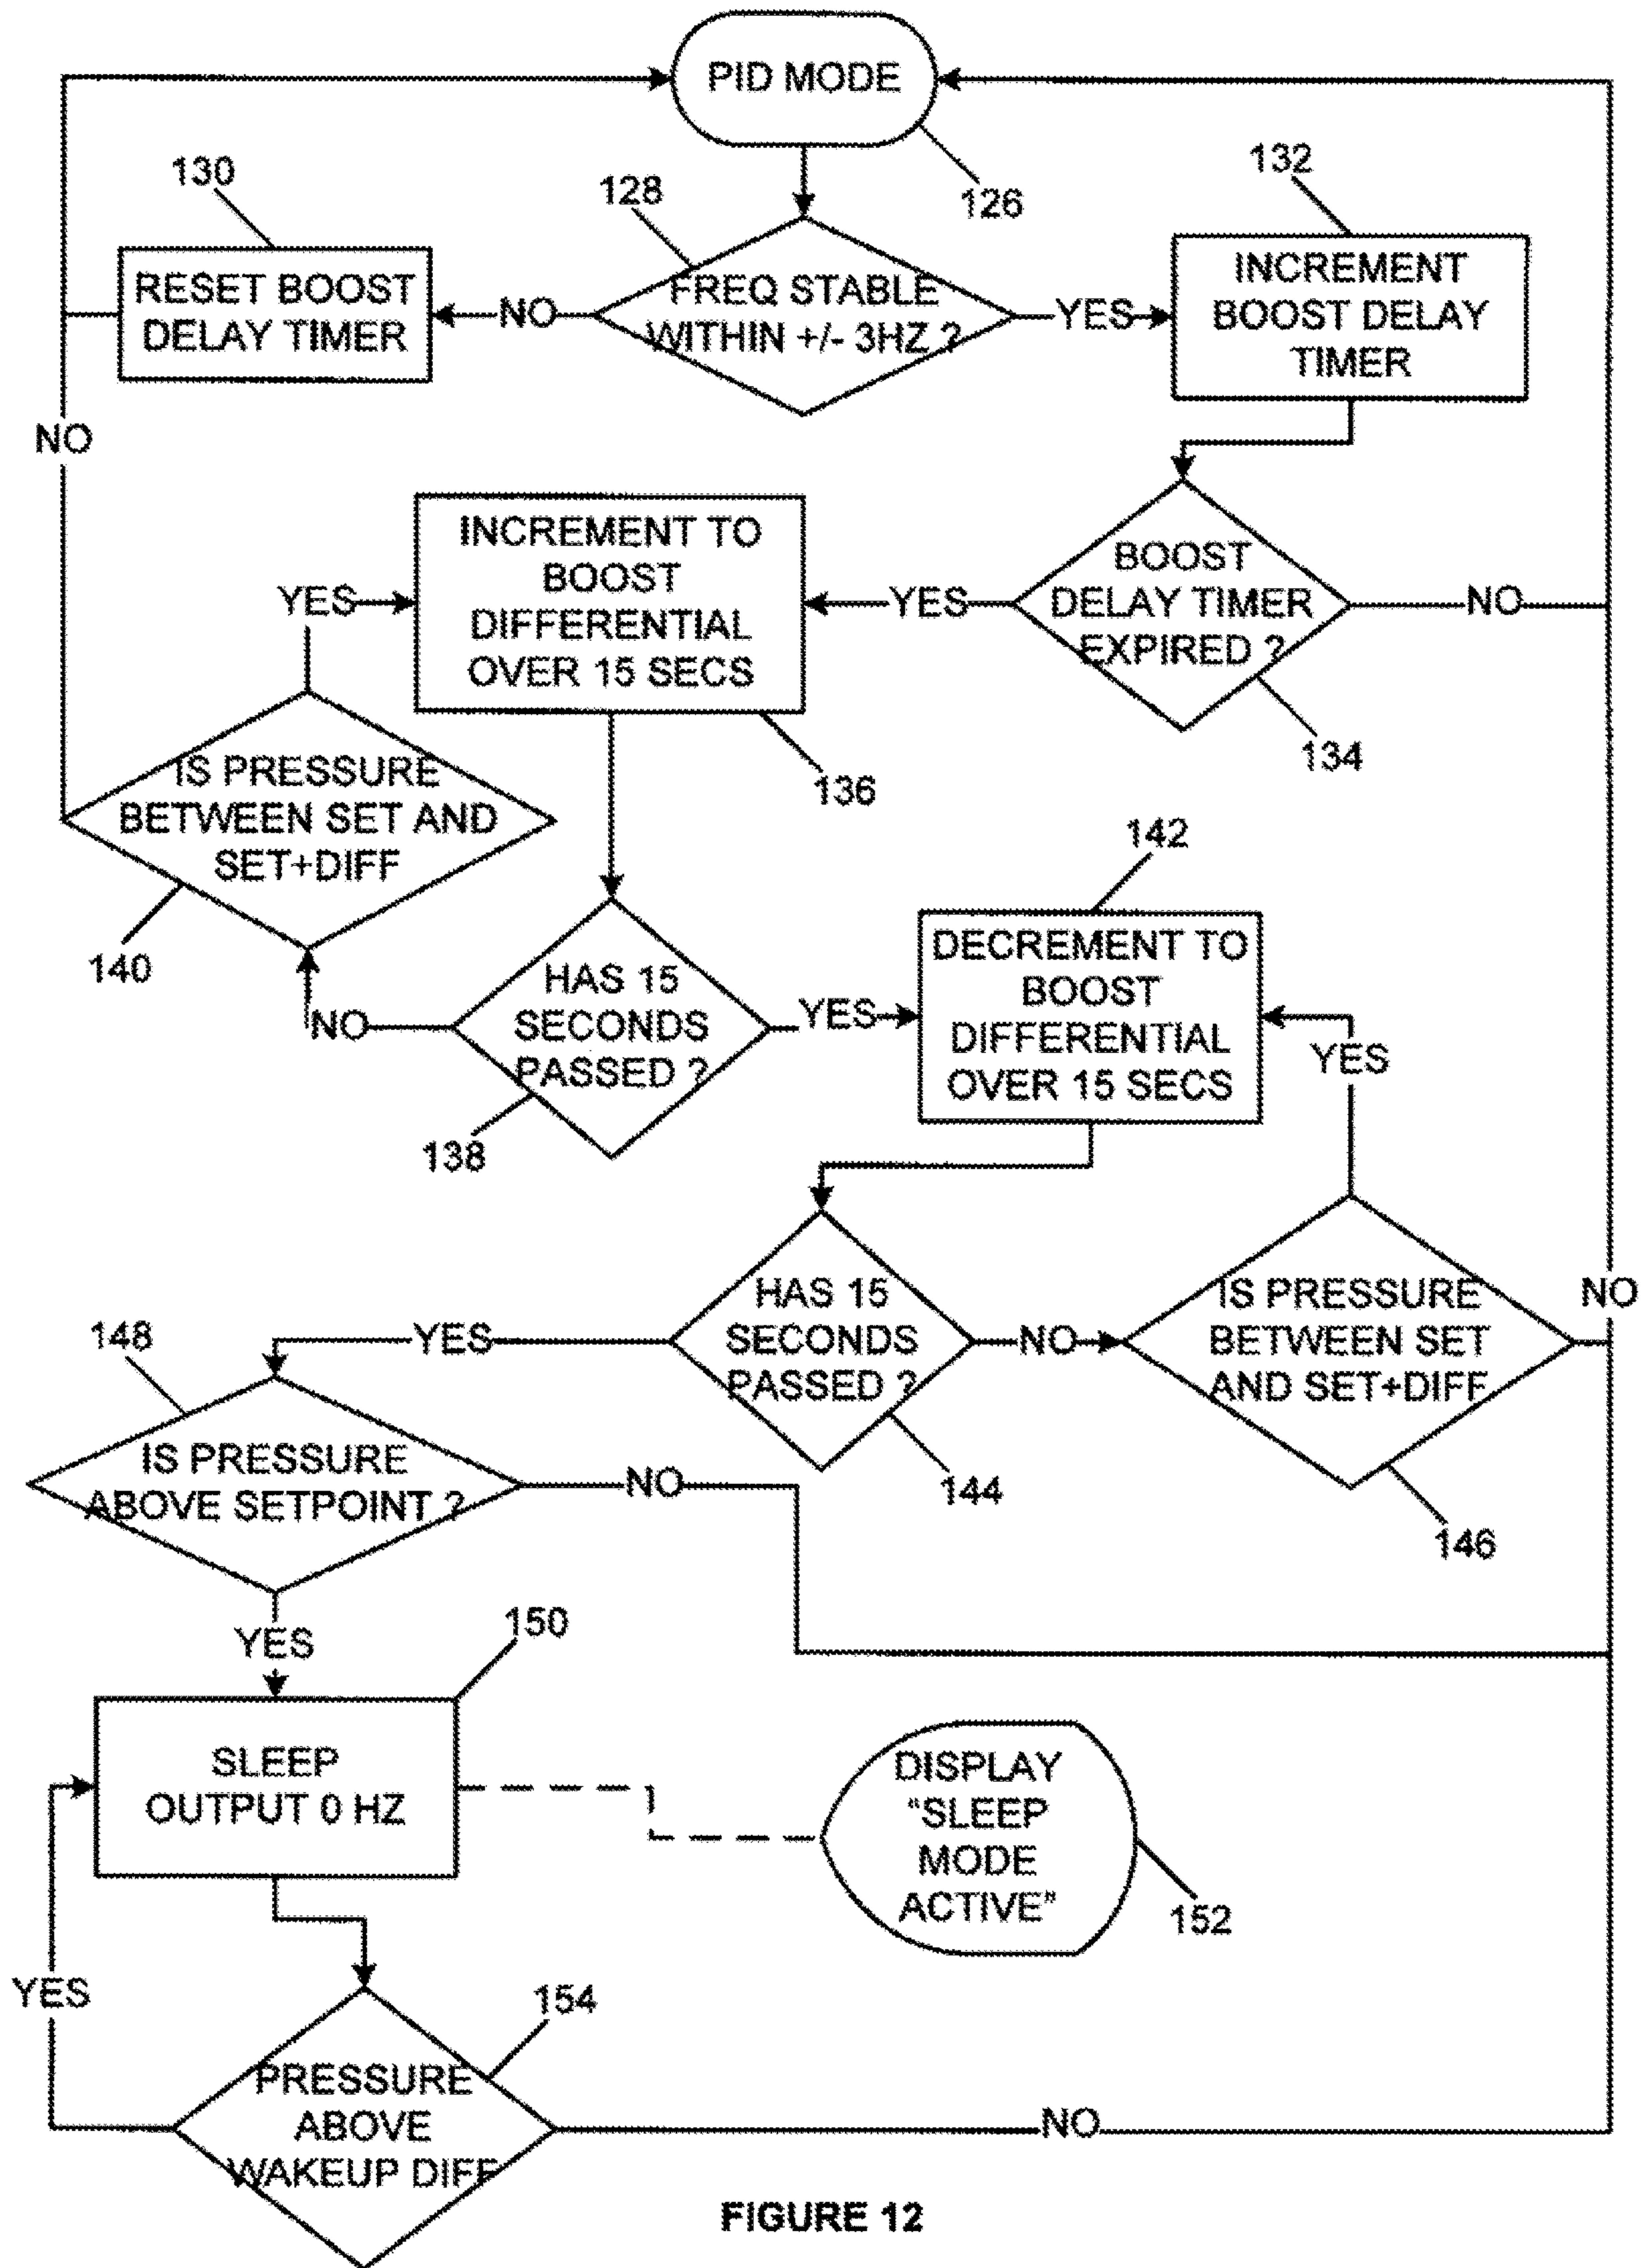 PID MODE
126
128
130
132
RESET BOOST
DELAY TIMER
NO
FREQ STABLE
WITHIN +/- 3HZ ?
YES
INCREMENT
BOOST DELAY
TIMER
NO
INCREMENT TO
BOOST
DIFFERENTIAL
OVER 15 SECS
136
YES
YES
BOOST
DELAY TIMER
EXPIRED ?
134
NO
IS PRESSURE
BETWEEN SET AND
SET+DIFF
140
NO
HAS 15
SECONDS
PASSED ?
138
YES
142
DECREMENT TO
BOOST
DIFFERENTIAL
OVER 15 SECS
YES
HAS 15
SECONDS
PASSED ?
144
NO
IS PRESSURE
BETWEEN SET
AND SET+DIFF
146
NO
YES
148
IS PRESSURE
ABOVE SETPOINT ?
NO
YES
150
SLEEP
OUTPUT 0 HZ
DISPLAY
“SLEEP
MODE
ACTIVE”
152
YES
154
PRESSURE
ABOVE
WAKEUP DIFF
NO
FIGURE 12